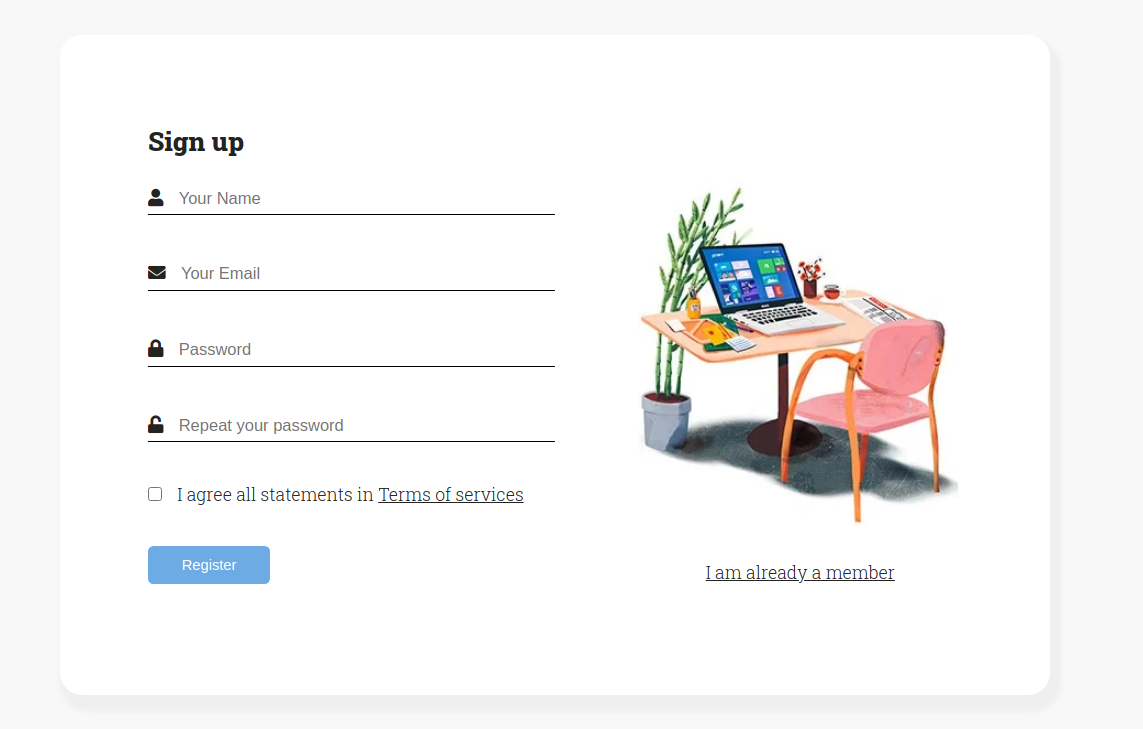 Sign up
Your Name
Your Email
Password
Repeat your password
I agree all statements in Terms of services
Register
I am already a member